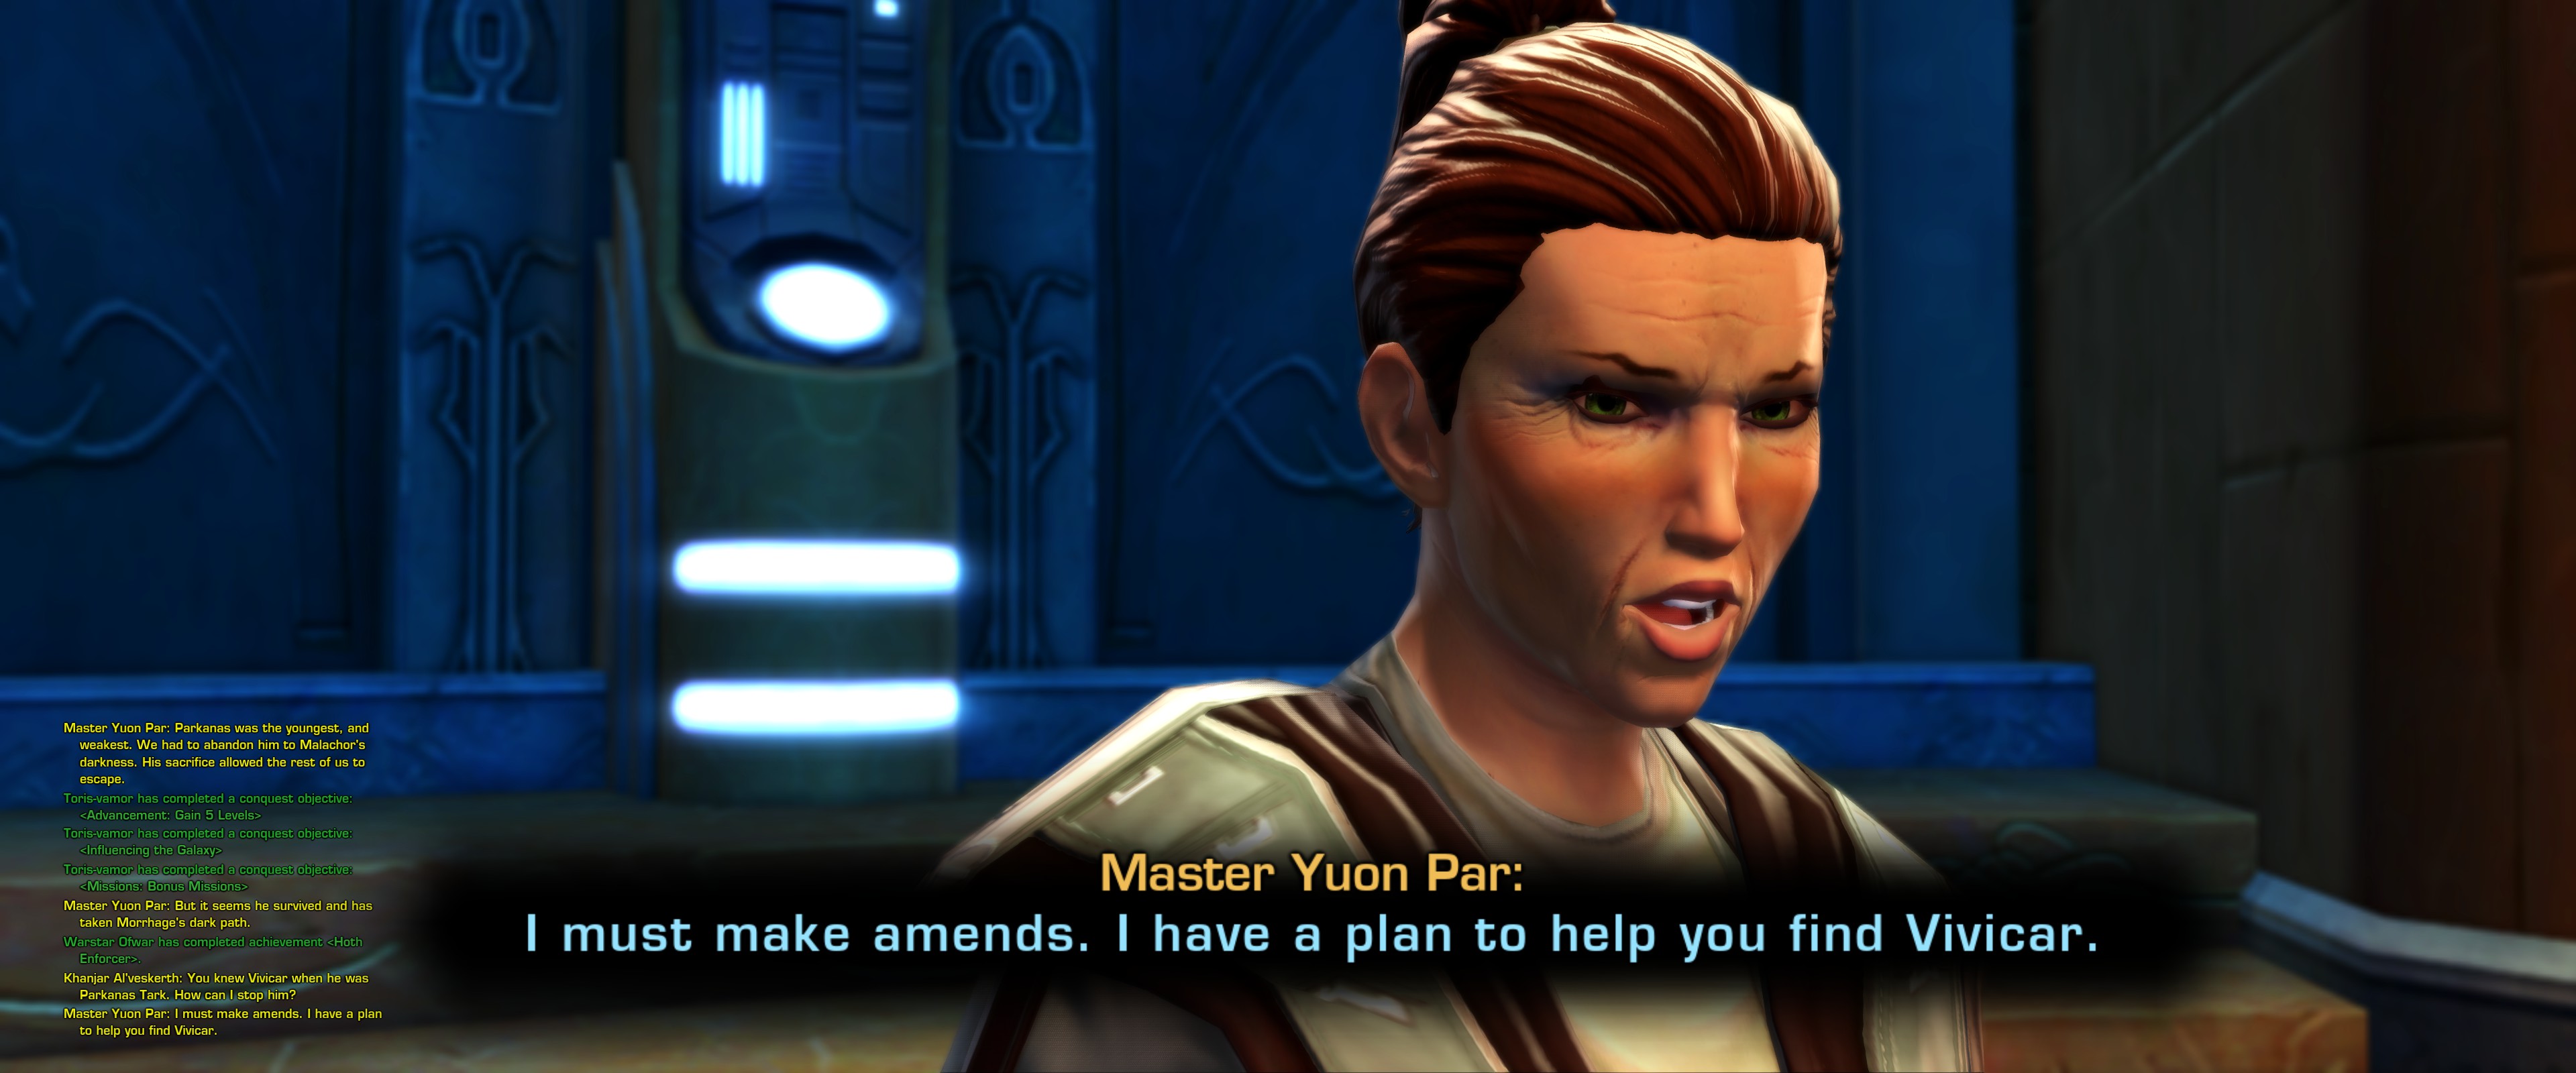 Master Yuon Par: Parkanas was the youngest, and
weakest. We had to abandon him to Malachor's
darkness. His sacrifice allowed the rest of us to
escape.
Toris-vamor has completed a conquest objective:
<Advancement: Gain 5 Levels>
Toris-vamor has completed a conquest objective:
<Influencing the Galaxy>
Toris-vamor has completed a conquest objective:
<Missions: Bonus Missions>
Master Yuon Par: But it seems he survived and has
taken Morrhage's dark path.
Warstar Ofwar has completed achievement <Hoth
Enforcer>.
Khanjar Al'veskerth: You knew Vivicar when he was
Parkanas Tark. How can I stop him?
Master Yuon Par: I must make amends. I have a plan
to help you find Vivicar.
Master Yuon Par:
I must make amends. I have a plan to help you find Vivicar.